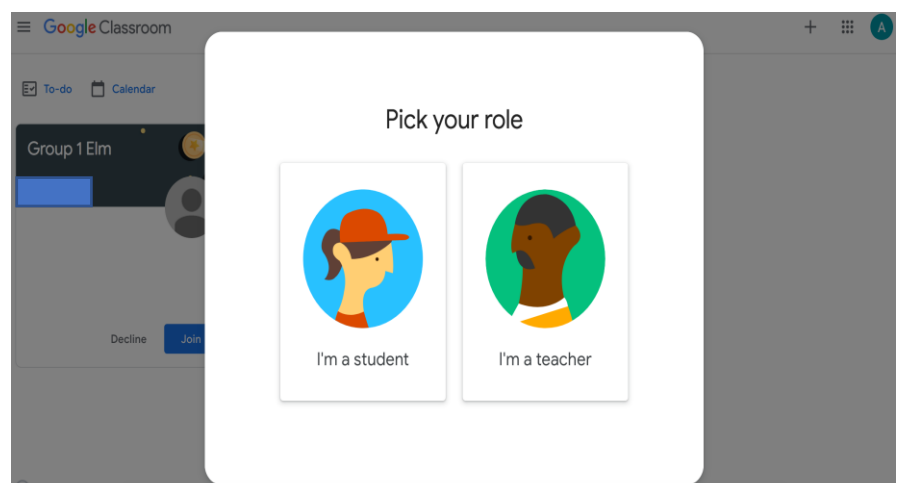 Google Classroom
A
To-do
Calendar
Group 1 Elm
Decline
Join
Pick your role
I'm a student
I'm a teacher